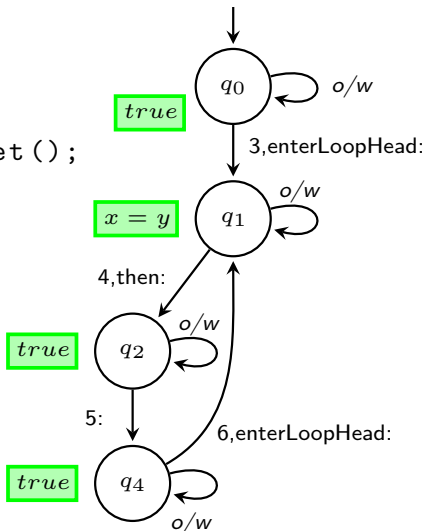 q0
o/w
true
et();
3,enterLoopHead:
o/w
x = y
q1
4,then:
o/w
true
q2
5:
6,enterLoopHead:
true
q4
o/w